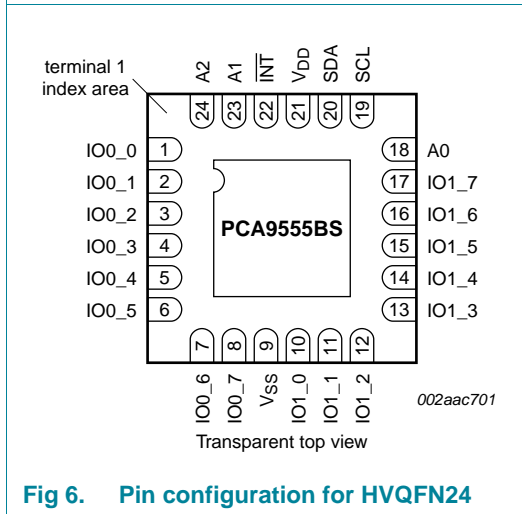 terminal 1
index area
A2
A1
INT
VDD
SDA
SCL
24
23
22
21
20
19
IO0_0 1
IO0_1 2
IO0_2 3
IO0_3 4
IO0_4 5
IO0_5 6
PCA9555BS
18 A0
17 IO1_7
16 IO1_6
15 IO1_5
14 IO1_4
13 IO1_3
7
8
9
10
11
12
IO0_6
IO0_7
VSS
IO1_0
IO1_1
IO1_2
002aac701
Transparent top view
Fig 6. Pin configuration for HVQFN24